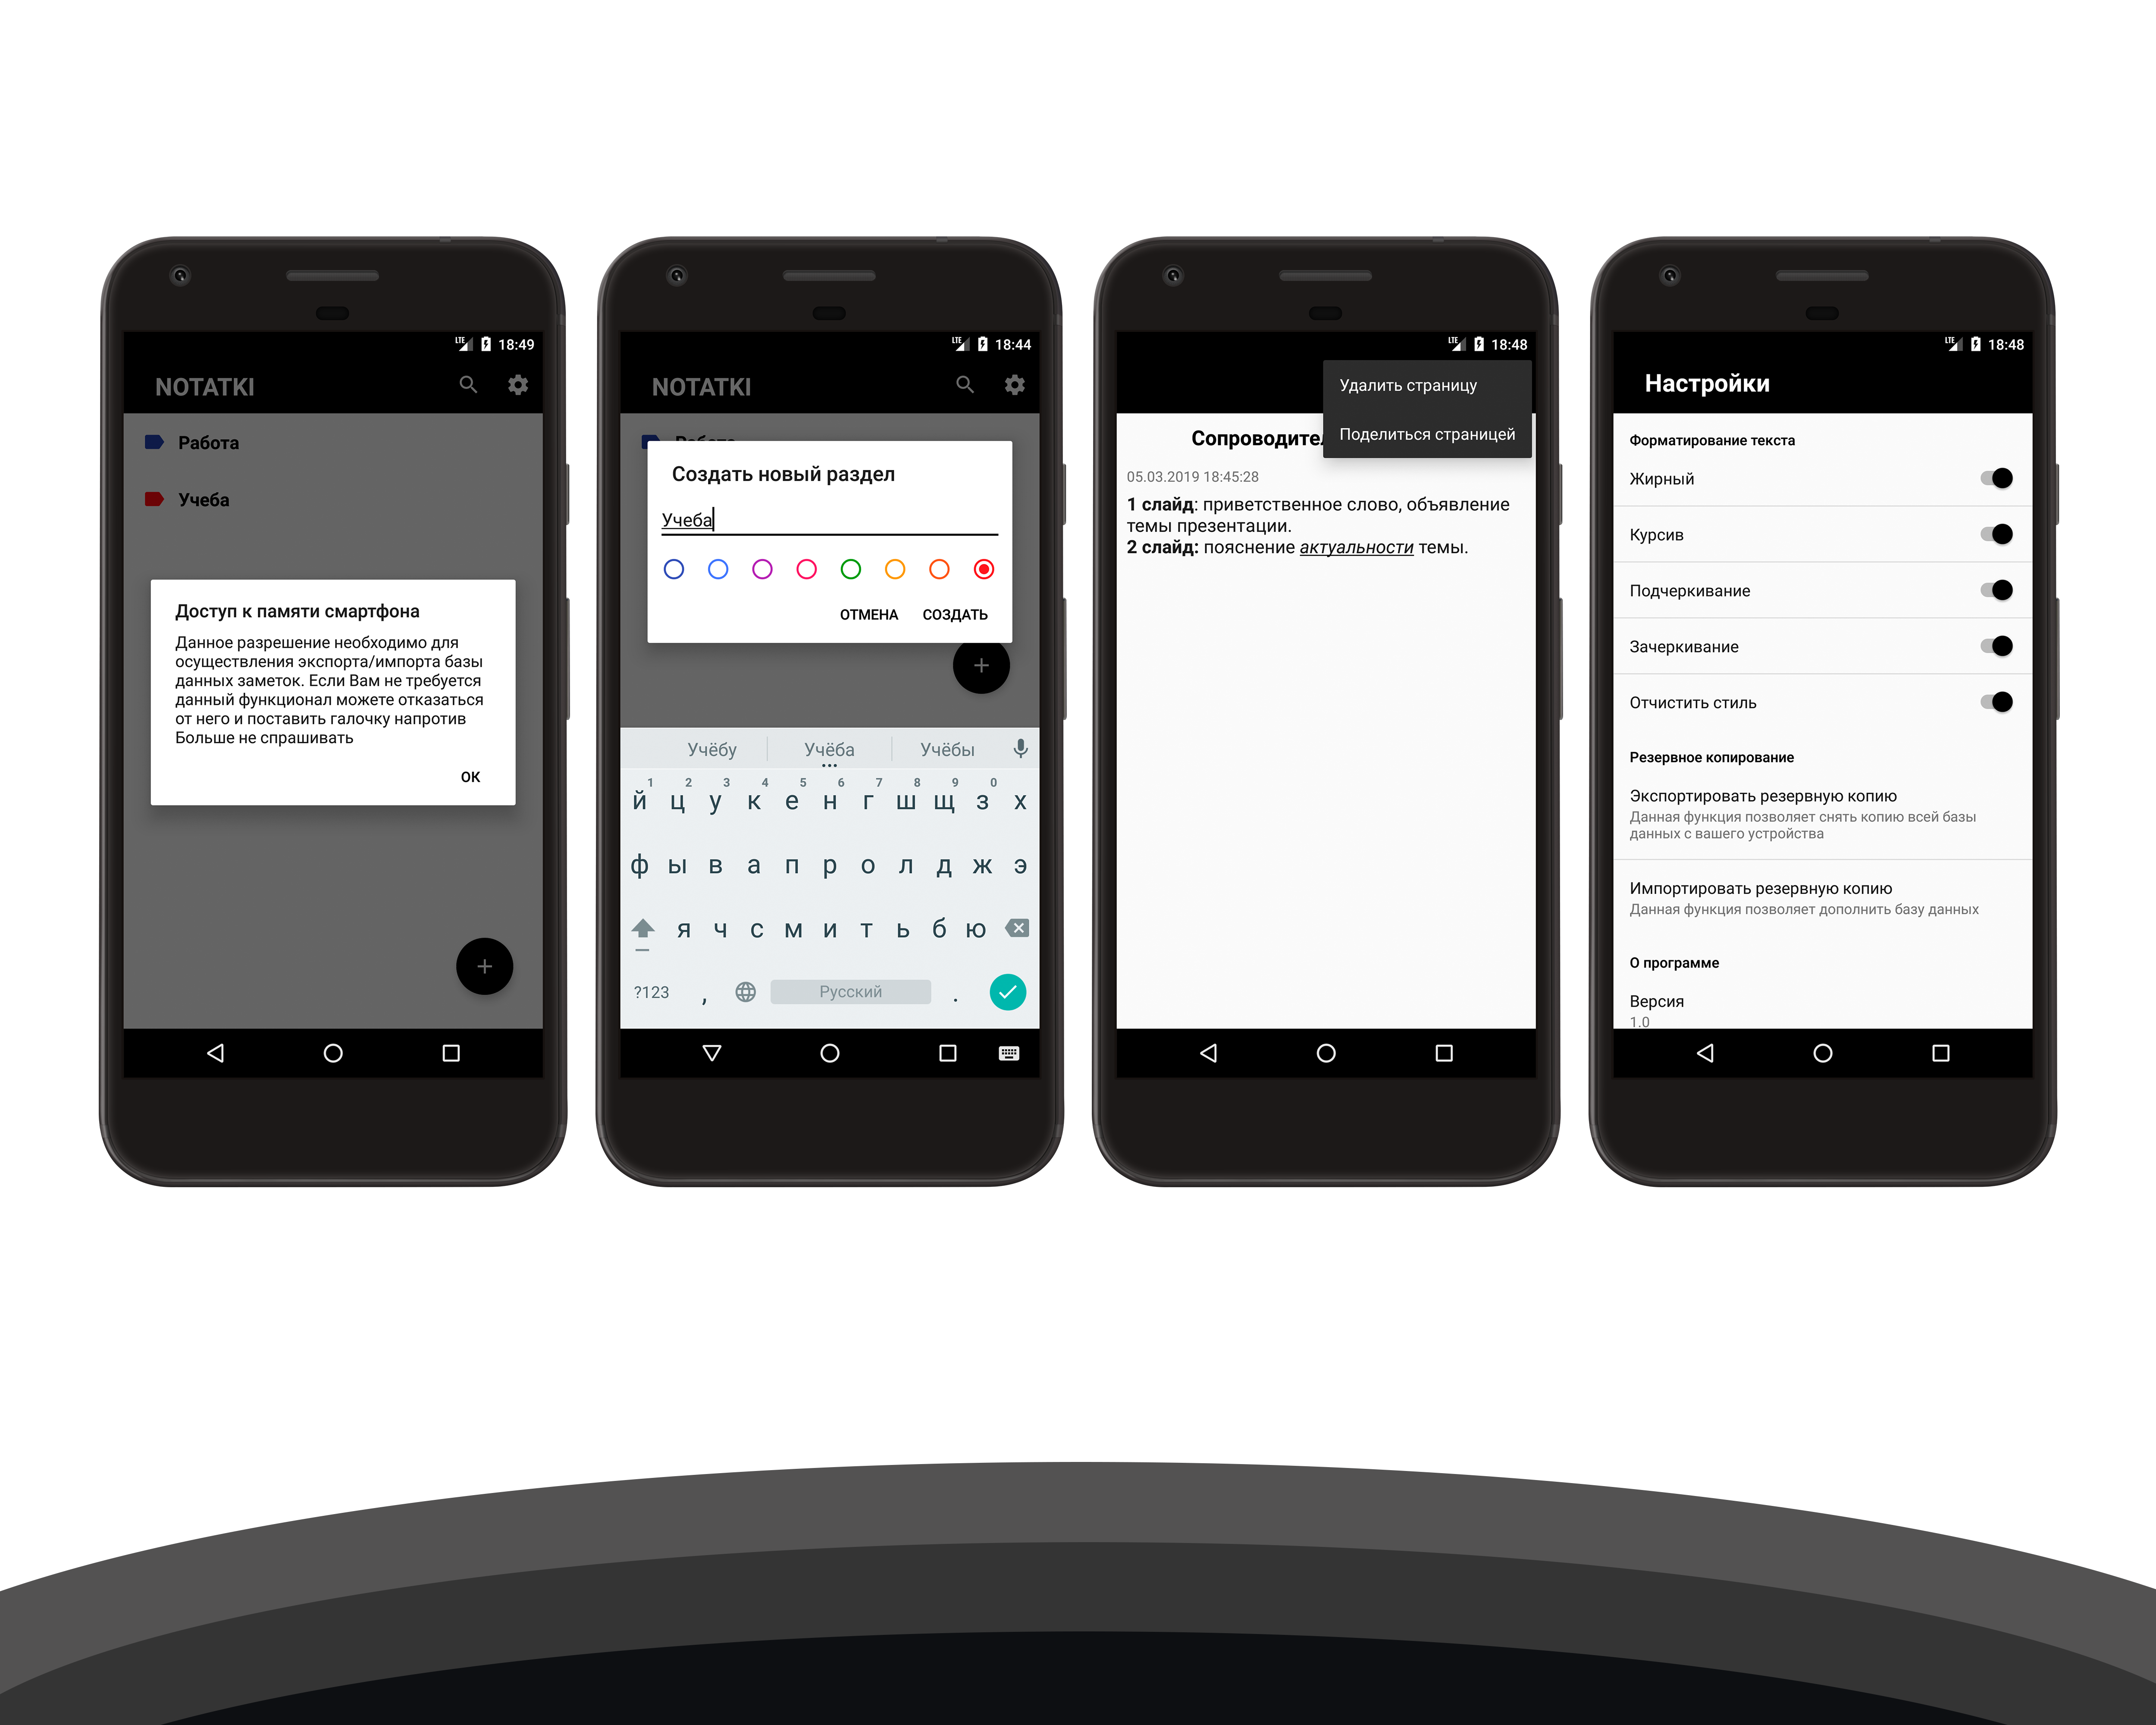 LTE 18:49
NOTATKI
Работа
Учеба
Доступ к памяти смартфона
Данное разрешение необходимо для
осуществления экспорта/импорта базы
данных заметок. Если Вам не требуется
данный функционал можете отказаться
от него и поставить галочку напротив
Больше не спрашивать
ОК
LTE 18:44
NOTATKI
Работа
Создать новый раздел
Учеба
ОТМЕНА СОЗДАТЬ
Учёбу Учёба Учёбы
1 2 3 4 5 6 7 8 9 0
й ц у к е н г ш щ з х
ф ы в а п р о л д ж э
я ч с м и т ь б ю
?123 , Русский .
LTE 18:48
Удалить страницу
Поделиться страницей
Сопроводител
05.03.2019 18:45:28
1 слайд: приветственное слово, объявление
темы презентации.
2 слайд: пояснение актуальности темы.
LTE 18:48
Настройки
Форматирование текста
Жирный
Курсив
Подчеркивание
Зачеркивание
Отчистить стиль
Резервное копирование
Экспортировать резервную копию
Данная функция позволяет снять копию всей базы
данных с вашего устройства
Импортировать резервную копию
Данная функция позволяет дополнить базу данных
О программе
Версия
1.0